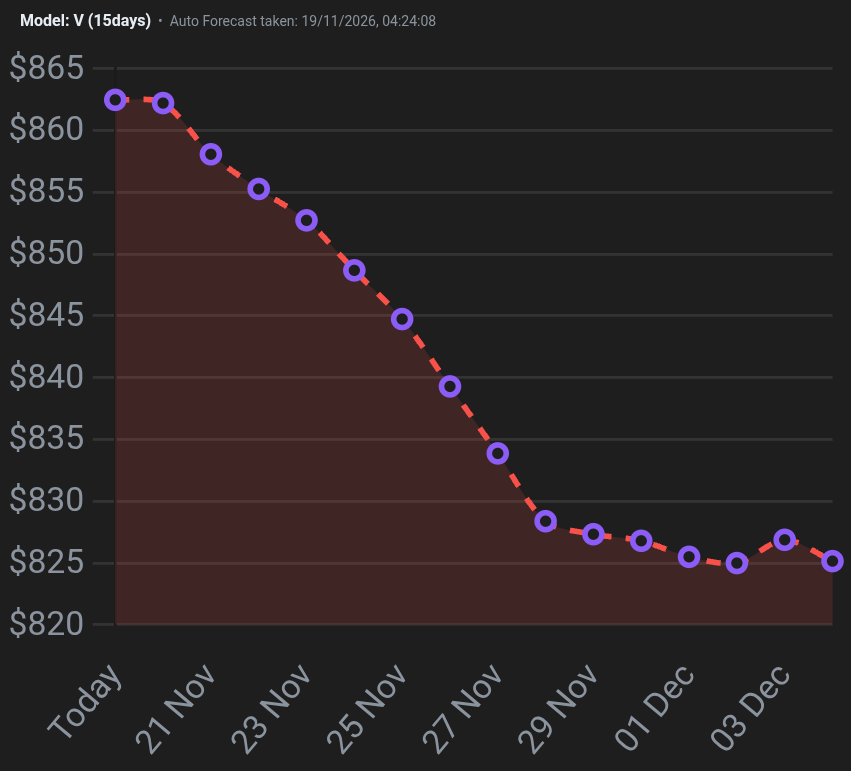 Model: V (15days) • Auto Forecast taken: 19/11/2026, 04:24:08
$865
$860
$855
$850
$845
$840
$835
$830
$825
$820
Today
21 Nov
23 Nov
25 Nov
27 Nov
29 Nov
01 Dec
03 Dec